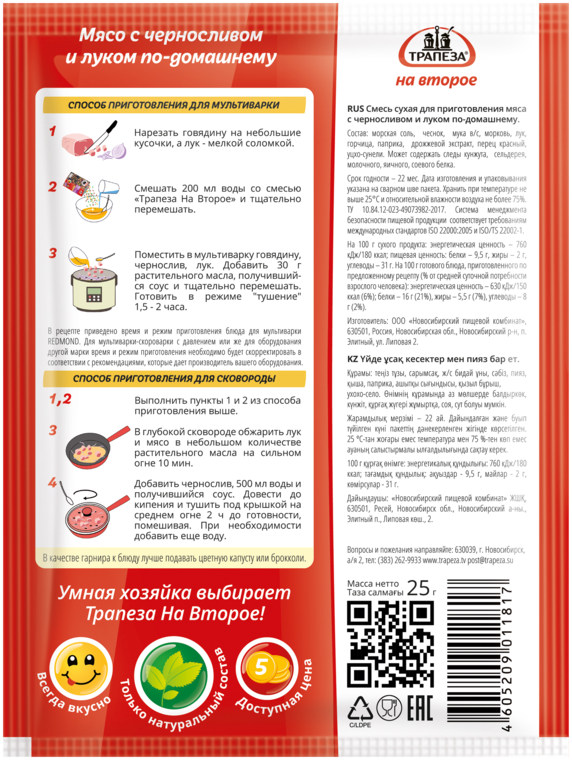 Мясо с черносливом
и луком по-домашнему
СПОСОБ ПРИГОТОВЛЕНИЯ ДЛЯ МУЛЬТИВАРКИ
1
Нарезать говядину на небольшие
кусочки, а лук - мелкой соломкой.
2
Смешать 200 мл воды со смесью
«Трапеза На Второе» и тщательно
перемешать.
3
Поместить в мультиварку говядину,
чернослив, лук. Добавить 30 г
растительного масла, получивший-
ся соус и тщательно перемешать.
Готовить в режиме "тушение"
1,5 - 2 часа.
В рецепте приведено время и режим приготовления блюда для мультиварки
REDMOND. Для мультиварки-скороварки с давлением или же для оборудования
другой марки время и режим приготовления необходимо будет скорректировать в
соответствии с рекомендациями, которые дает производитель вашего оборудования.
СПОСОБ ПРИГОТОВЛЕНИЯ ДЛЯ СКОВОРОДЫ
1,2
Выполнить пункты 1 и 2 из способа
приготовления выше.
3
В глубокой сковороде обжарить лук
и мясо в небольшом количестве
растительного масла на сильном
огне 10 мин.
4
Добавить чернослив, 500 мл воды и
получившийся соус. Довести до
кипения и тушить под крышкой на
среднем огне 2 ч до готовности,
помешивая. При необходимости
добавить еще воду.
В качестве гарнира к блюду лучше подавать цветную капусту или брокколи.
Умная хозяйка выбирает
Трапеза На Второе!
Всегда вкусно
Только натуральный состав
5
Доступная цена
ТРАПЕЗА®
на второе
RUS Смесь сухая для приготовления мяса
с черносливом и луком по-домашнему.
Состав: морская соль, чеснок, мука в/с, морковь, лук,
горчица, паприка, дрожжевой экстракт, перец красный,
уцхо-сунели. Может содержать следы кунжута, сельдерея,
молочного, яичного, соевого белка.
Срок годности – 22 мес. Дата изготовления и упаковывания
указана на сварном шве пакета. Хранить при температуре не
выше 25°С и относительной влажности воздуха не более 75%.
ТУ 10.84.12-023-49073982-2017. Система менеджмента
безопасности пищевой продукции соответствует требованиям
международных стандартов ISO 22000:2005 и ISO/TS 22002-1.
На 100 г сухого продукта: энергетическая ценность – 760
кДж/180 ккал; пищевая ценность: белки – 9,5 г, жиры – 2 г,
углеводы – 31 г. На 100 г готового блюда, приготовленного по
предложенному рецепту (% от средней суточной потребности
взрослого человека): энергетическая ценность – 630 кДж/150
ккал (6%); белки – 16 г (21%), жиры – 5,5 г (7%), углеводы – 8
г (2%).
Изготовитель: ООО «Новосибирский пищевой комбинат»,
630501, Россия, Новосибирская обл., Новосибирский р-н, п.
Элитный, ул. Липовая 2.
KZ Үйде ұсақ кесектер мен пияз бар ет.
Құрамы: теңіз тұзы, сарымсақ, ж/с бидай ұны, сәбіз, пияз,
қыша, паприка, ашытқы сығындысы, қызыл бұрыш,
ухохо-село. Өнімнің құрамында аз мөлшерде балдыркөк,
күнжіт, құрғақ жүгері жұмыртқа, соя, сүт болуы мүмкін.
Жарамдылық мерзімі – 22 ай. Дайындалған және буып
түйілген күні пакеттің дәнекерленген жігінде көрсетілген.
25 °С-тан жоғары емес температура мен 75 %-тен көп емес
ауаның салыстырмалы ылғалдылығында сақтау керек.
100 г құрғақ өнімге: энергетикалық құндылығы: 760 кДж/180
ккал; тағамдық құндылық: ақуыздар - 9,5 г, майлар - 2 г,
көмірсулар - 31 г.
Дайындаушы: «Новосибирский пищевой комбинат» ЖШҚ,
630501, Ресей, Новосибирск обл., Новосибирский а-ны.,
Элитный п., Липовая көш., 2.
Вопросы и пожелания направляйте: 630039, г. Новосибирск,
а/я 2, тел: (383) 262-9933 www.trapeza.tv post@trapeza.su
Масса нетто
Таза салмағы 25 г
C/LDPE
EAC
4 605209 011817